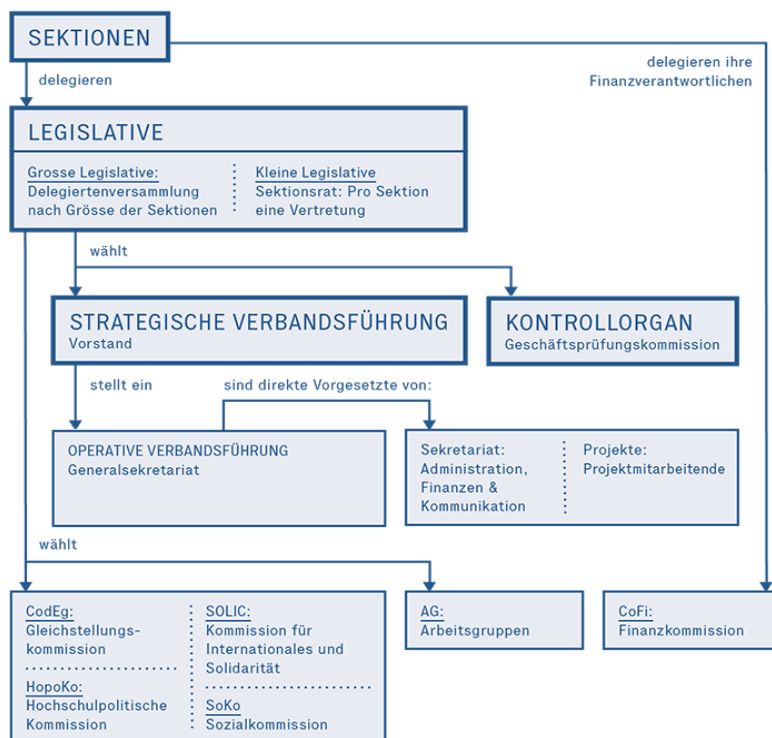 SEKTIONEN
delegieren ihre
Finanzverantwortlichen
delegieren
LEGISLATIVE
Grosse Legislative:
Delegiertenversammlung
nach Grösse der Sektionen
Kleine Legislative
Sektionsrat: Pro Sektion
eine Vertretung
wählt
STRATEGISCHE VERBANDSFÜHRUNG
Vorstand
KONTROLLORGAN
Geschäftsprüfungskommission
stellt ein
sind direkte Vorgesetzte von:
OPERATIVE VERBANDSFÜHRUNG
Generalsekretariat
Sekretariat:
Administration,
Finanzen &
Kommunikation
Projekte:
Projektmitarbeitende
wählt
CodEg:
Gleichstellungs-
kommission
HopoKo:
Hochschulpolitische
Kommission
SOLIC:
Kommission für
Internationales und
Solidarität
SoKo
Sozialkommission
AG:
Arbeitsgruppen
CoFi:
Finanzkommission